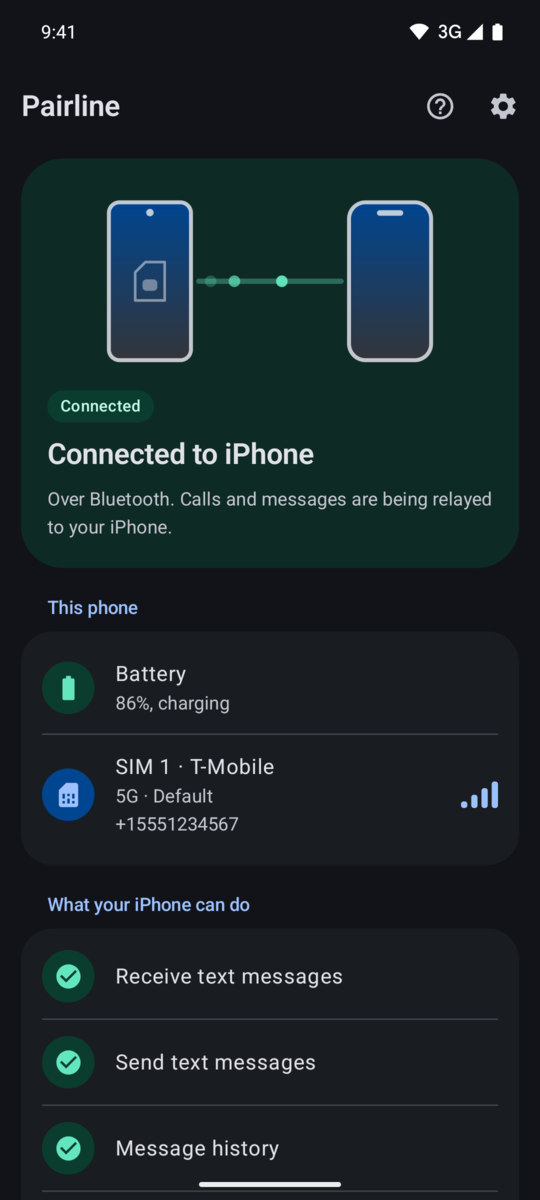 9:41
3G
Pairline
Connected
Connected to iPhone
Over Bluetooth. Calls and messages are being relayed
to your iPhone.
This phone
Battery
86%, charging
SIM 1 · T-Mobile
5G · Default
+15551234567
What your iPhone can do
Receive text messages
Send text messages
Message history